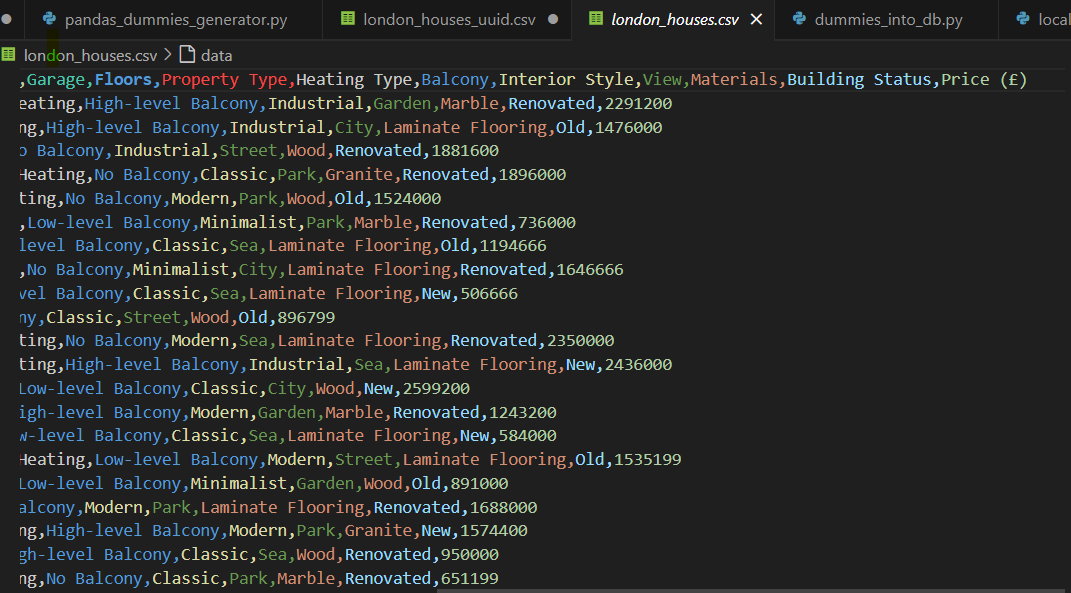 pandas_dummies_generator.py london_houses_uuid.csv london_houses.csv dummies_into_db.py local
london_houses.csv > data
,Garage,Floors,Property Type,Heating Type,Balcony,Interior Style,View,Materials,Building Status,Price (£)
eating,High-level Balcony,Industrial,Garden,Marble,Renovated,2291200
ng,High-level Balcony,Industrial,City,Laminate Flooring,Old,1476000
o Balcony,Industrial,Street,Wood,Renovated,1881600
Heating,No Balcony,Classic,Park,Granite,Renovated,1896000
ting,No Balcony,Modern,Park,Wood,Old,1524000
,Low-level Balcony,Minimalist,Park,Marble,Renovated,736000
level Balcony,Classic,Sea,Laminate Flooring,Old,1194666
,No Balcony,Minimalist,City,Laminate Flooring,Renovated,1646666
vel Balcony,Classic,Sea,Laminate Flooring,New,506666
ny,Classic,Street,Wood,Old,896799
ting,No Balcony,Modern,Sea,Laminate Flooring,Renovated,2350000
ting,High-level Balcony,Industrial,Sea,Laminate Flooring,New,2436000
Low-level Balcony,Classic,City,Wood,New,2599200
igh-level Balcony,Modern,Garden,Marble,Renovated,1243200
w-level Balcony,Classic,Sea,Laminate Flooring,New,584000
Heating,Low-level Balcony,Modern,Street,Laminate Flooring,Old,1535199
Low-level Balcony,Minimalist,Garden,Wood,Old,891000
alcony,Modern,Park,Laminate Flooring,Renovated,1688000
ng,High-level Balcony,Modern,Park,Granite,New,1574400
gh-level Balcony,Classic,Sea,Wood,Renovated,950000
ng,No Balcony,Classic,Park,Marble,Renovated,651199